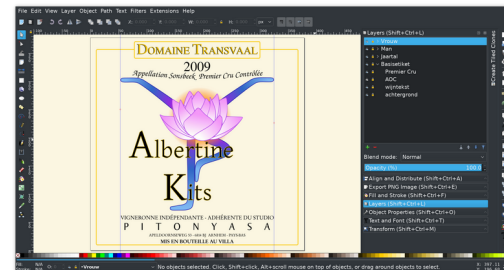 File Edit View Layer Object Path Text Filters Extensions Help
Layers (Shift+Ctrl+L)
Vrouw
Man
Jaartal
Basisetiket
Premier Cru
AOC
wijntekst
achtergrond
Create Tiled Clones
DOMAINE TRANSVAAL
2009
Appellation Sonsbeek Premier Cru Contrôlée
Albertine
Kits
VIGNERONNE INDÉPENDANTE - ADHÉRENTE DU STUDIO
PITONYASA
MIS EN BOUTEILLE AU VILLA
Blend mode: Normal
Opacity (%) 100.0
Align and Distribute (Shift+Ctrl+A)
Export PNG Image (Shift+Ctrl+E)
Fill and Stroke (Shift+Ctrl+F)
Layers (Shift+Ctrl+L)
Object Properties (Shift+Ctrl+O)
Text and Font (Shift+Ctrl+T)
Transform (Shift+Ctrl+M)
N/A
Vrouw
No objects selected. Click, Shift+click, Alt+scroll mouse on top of objects, or drag around objects to select.